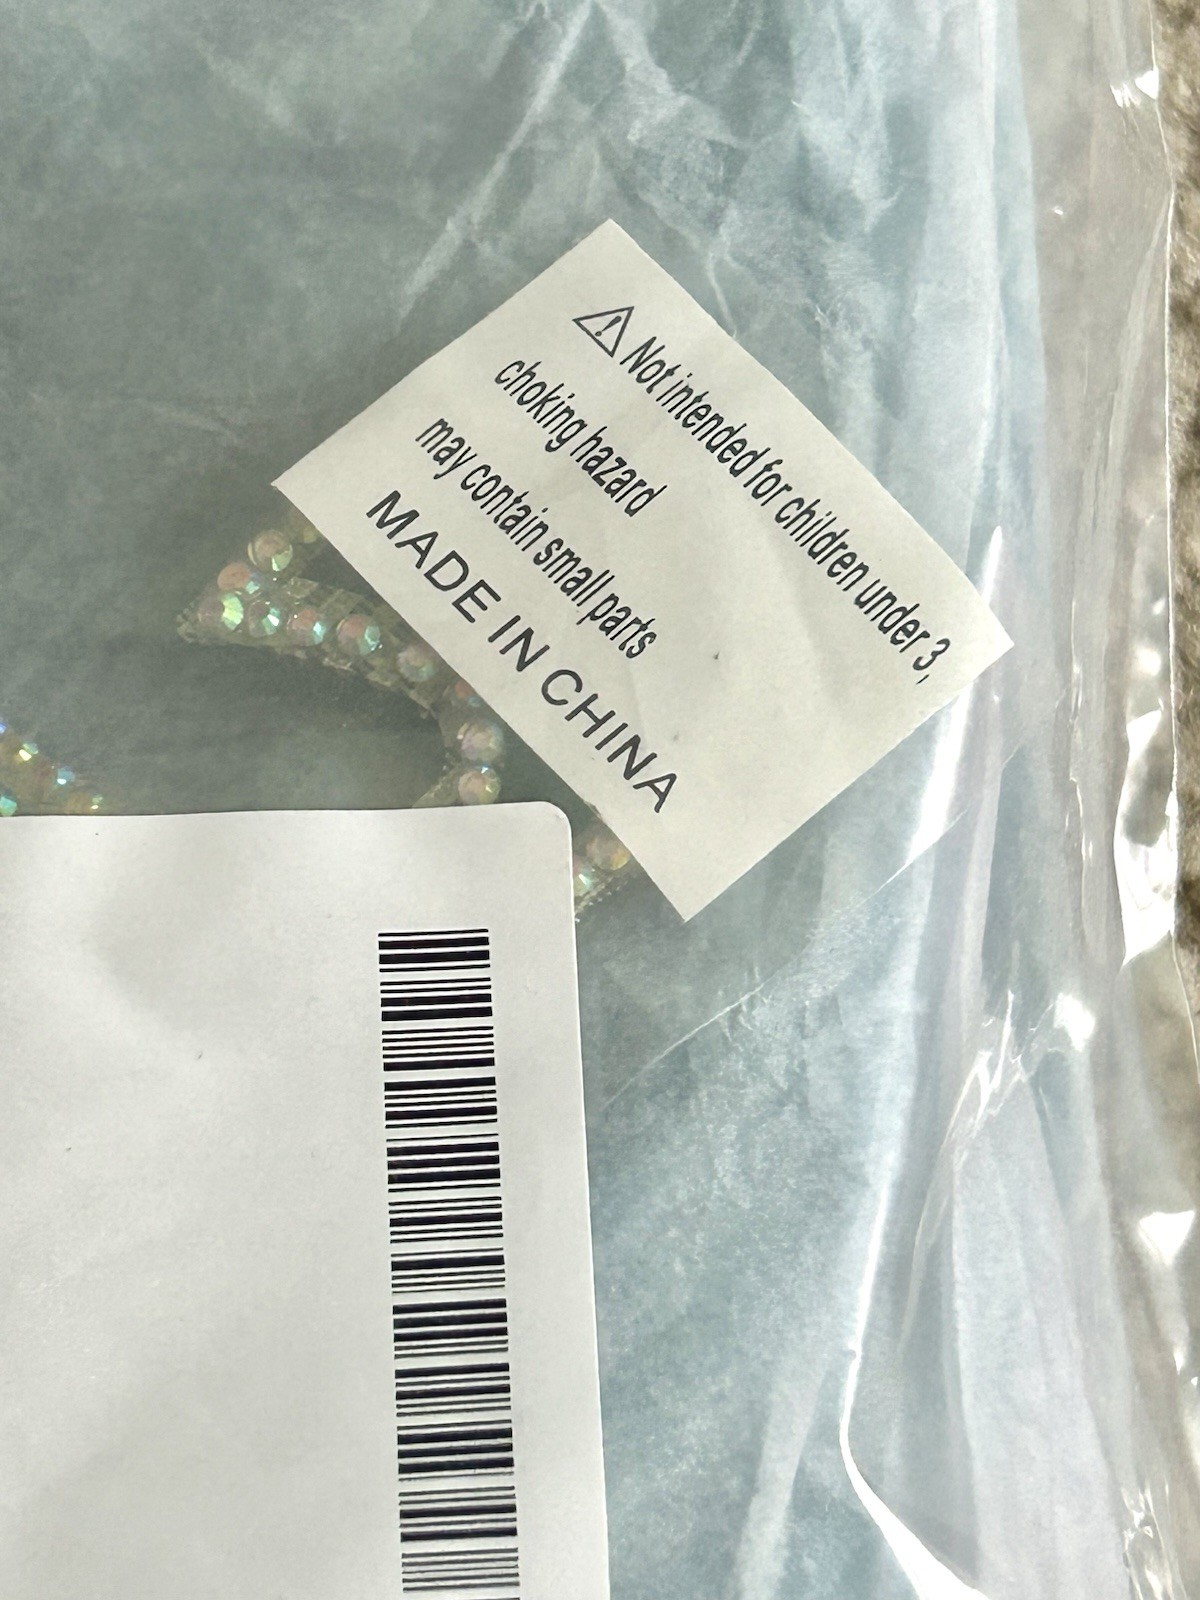 ⚠ Not intended for children under 3,
choking hazard
may contain small parts
MADE IN CHINA